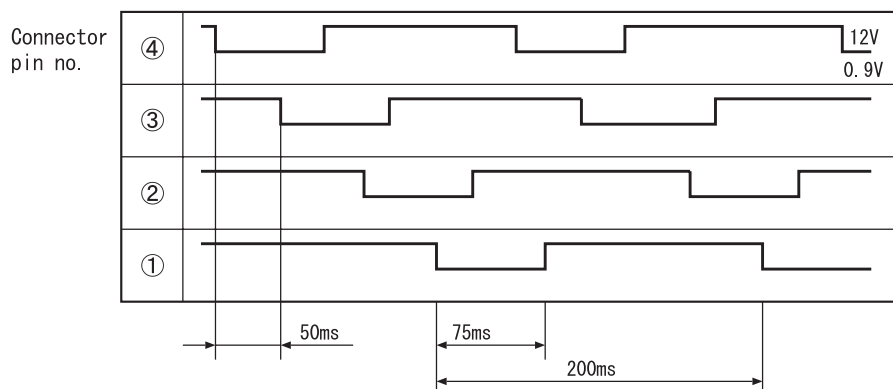 Connector
pin no.
④
12V
0.9V
③
②
①
50ms
75ms
200ms